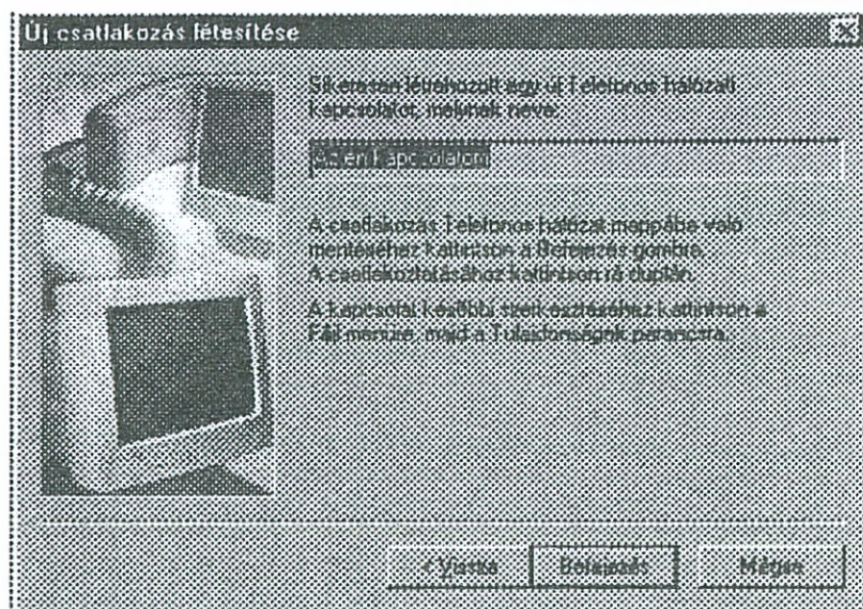 Új csatlakozás létesítése
Sikeresen létrehozott egy új Telefonos hálózati
kapcsolatot, melynek neve:
Az én kapcsolatom
A csatlakozás Telefonos hálózat mappába való
mentéséhez kattintson a Befejezés gombra.
A csatlakoztatásához kattintson rá duplán.
A kapcsolat későbbi szerkesztéséhez kattintson a
Fájl menüre, majd a Tulajdonságok parancsra.
< Vissza
Befejezés
Mégse